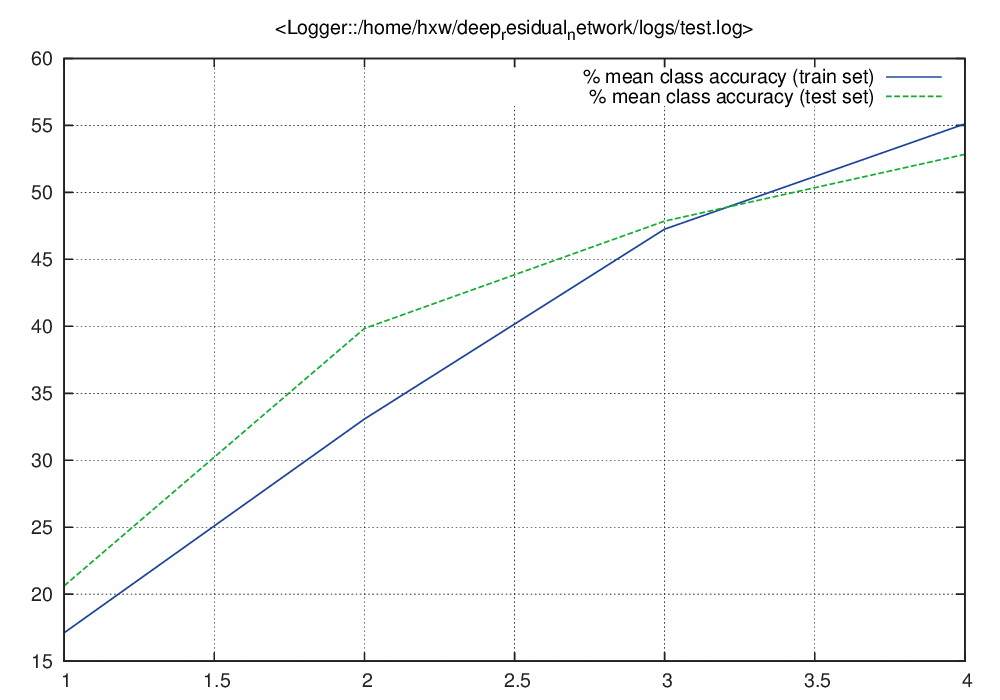 <Logger::/home/hxw/deepresidualnetwork/logs/test.log>
% mean class accuracy (train set)
% mean class accuracy (test set)
60
55
50
45
40
35
30
25
20
15
1 1.5 2 2.5 3 3.5 4